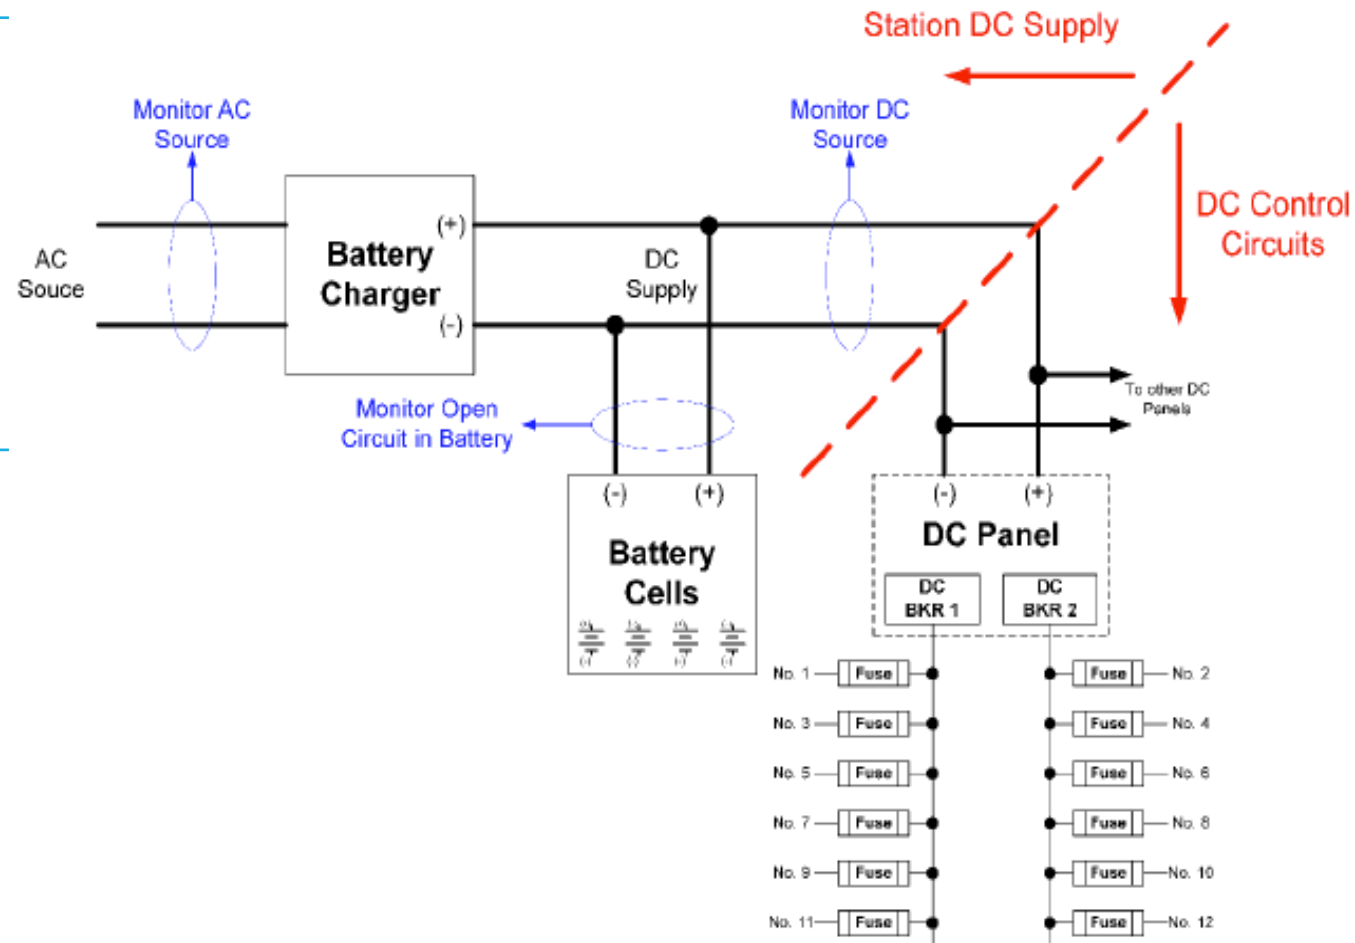 Station DC Supply
Monitor AC
Source
Monitor DC
Source
DC Control
Circuits
AC
Souce
Battery
Charger
(+)
(-)
DC
Supply
To other DC
Panels
Monitor Open
Circuit in Battery
(-) (+)
Battery
Cells
(-) (+)
DC Panel
DC
BKR 1
DC
BKR 2
No. 1 Fuse Fuse No. 2
No. 3 Fuse Fuse No. 4
No. 5 Fuse Fuse No. 6
No. 7 Fuse Fuse No. 8
No. 9 Fuse Fuse No. 10
No. 11 Fuse Fuse No. 12